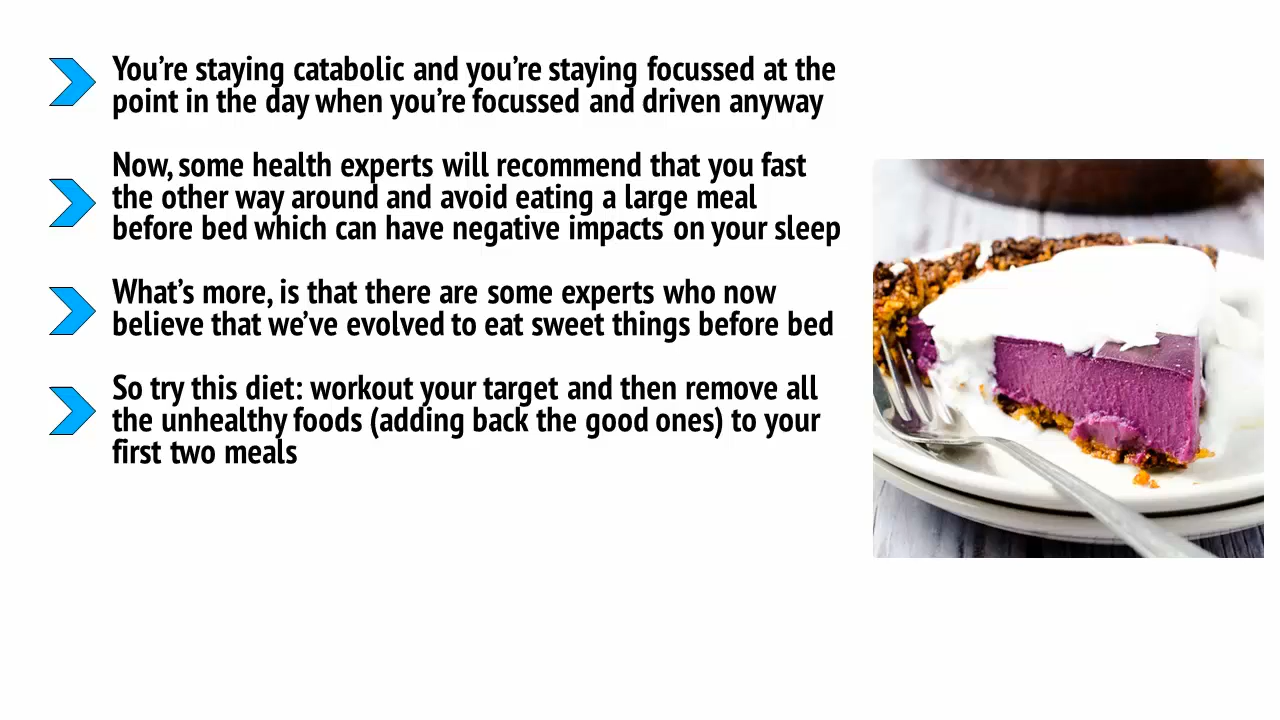 You’re staying catabolic and you’re staying focussed at the
point in the day when you’re focussed and driven anyway
Now, some health experts will recommend that you fast
the other way around and avoid eating a large meal
before bed which can have negative impacts on your sleep
What’s more, is that there are some experts who now
believe that we’ve evolved to eat sweet things before bed
So try this diet: workout your target and then remove all
the unhealthy foods (adding back the good ones) to your
first two meals